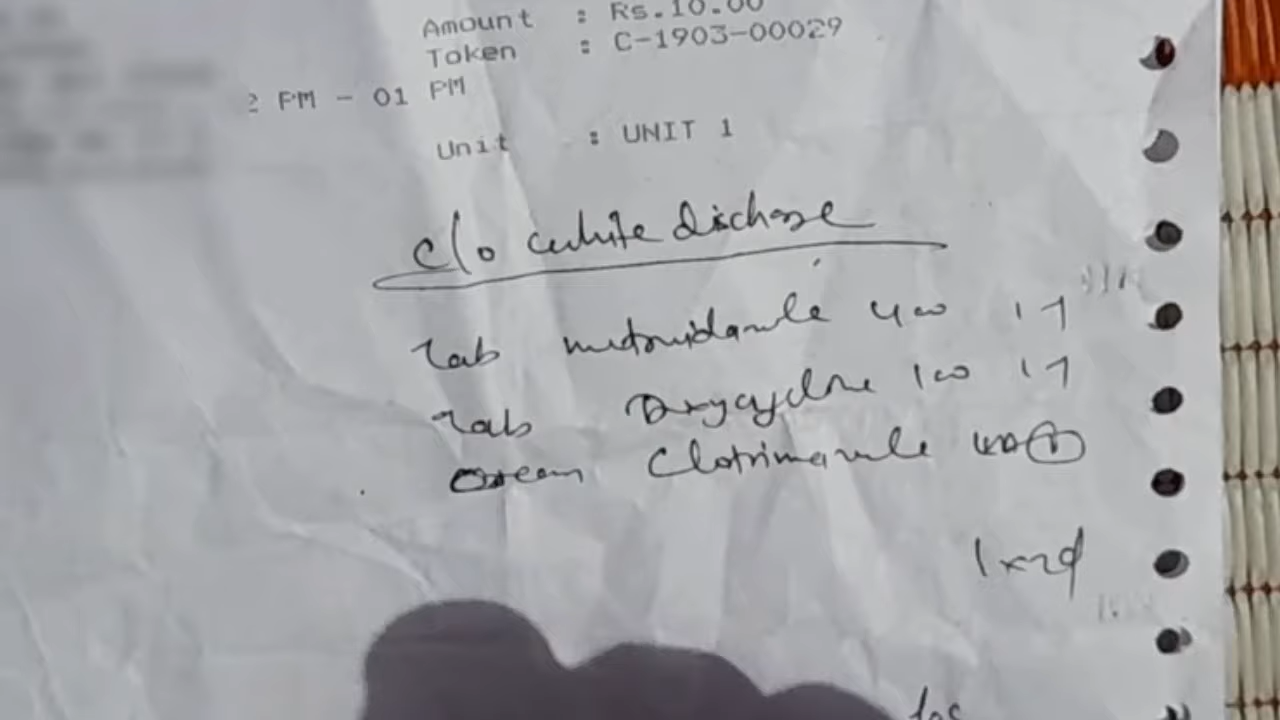 Amount : Rs.10.00
Token : C-1903-00029
2 PM - 01 PM
Unit : UNIT 1
C/o white discharge
Tab metronidazole 400 1-1
Tab Doxycycline 100 1-1
Cream Clotrimazole